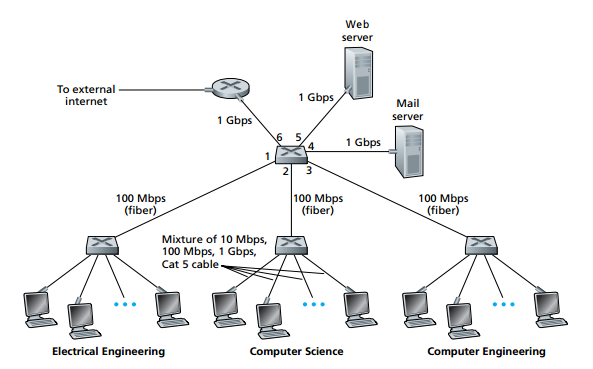 Web
server
To external
internet
1 Gbps
1 Gbps
Mail
server
1 Gbps
6
5
4
1
2
3
100 Mbps
(fiber)
100 Mbps
(fiber)
100 Mbps
(fiber)
Mixture of 10 Mbps,
100 Mbps, 1 Gbps,
Cat 5 cable
Electrical Engineering
Computer Science
Computer Engineering